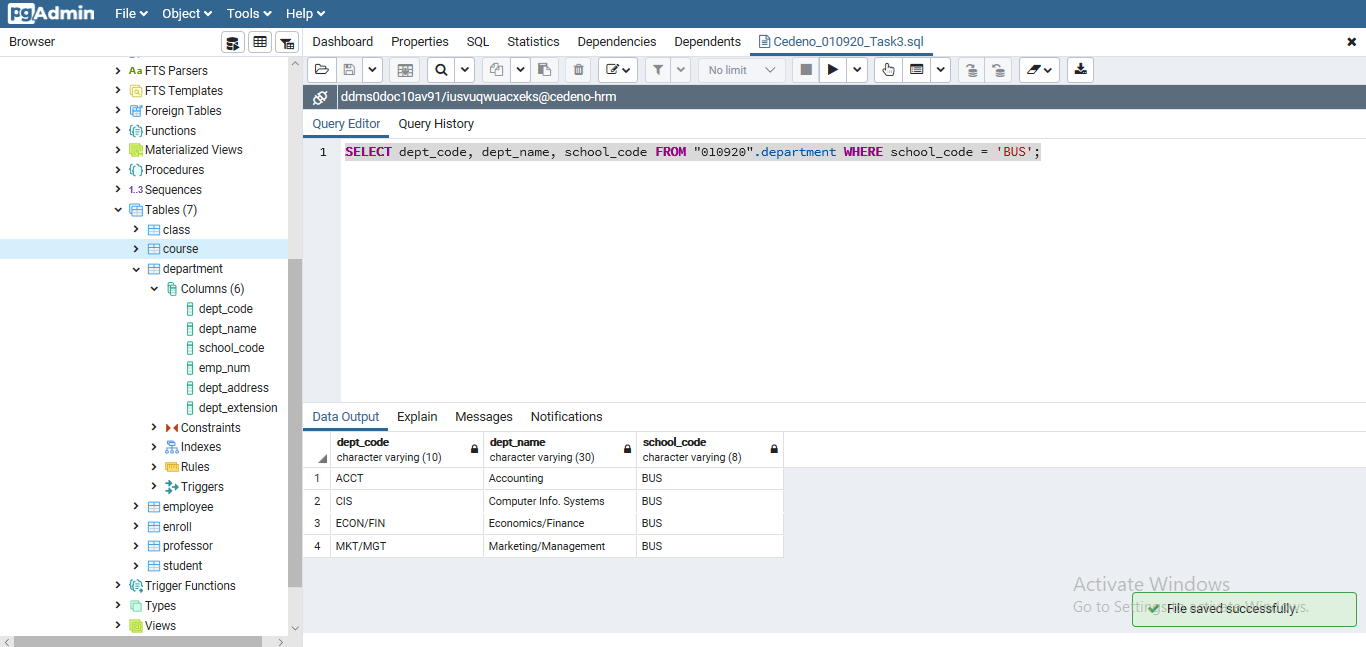 pgAdmin File Object Tools Help
Browser
Dashboard Properties SQL Statistics Dependencies Dependents Cedeno_010920_Task3.sql
No limit
ddms0doc10av91/iusvuqwuacxeks@cedeno-hrm
Query Editor Query History
1 SELECT dept_code, dept_name, school_code FROM "010920".department WHERE school_code = 'BUS';
Aa FTS Parsers
FTS Templates
Foreign Tables
Functions
Materialized Views
Procedures
1..3 Sequences
Tables (7)
class
course
department
Columns (6)
dept_code
dept_name
school_code
emp_num
dept_address
dept_extension
Constraints
Indexes
Rules
Triggers
employee
enroll
professor
student
Trigger Functions
Types
Views
Data Output Explain Messages Notifications
dept_code dept_name school_code
character varying (10) character varying (30) character varying (8)
1 ACCT Accounting BUS
2 CIS Computer Info. Systems BUS
3 ECON/FIN Economics/Finance BUS
4 MKT/MGT Marketing/Management BUS
Activate Windows
Go to Settings to activate Windows.
File saved successfully.